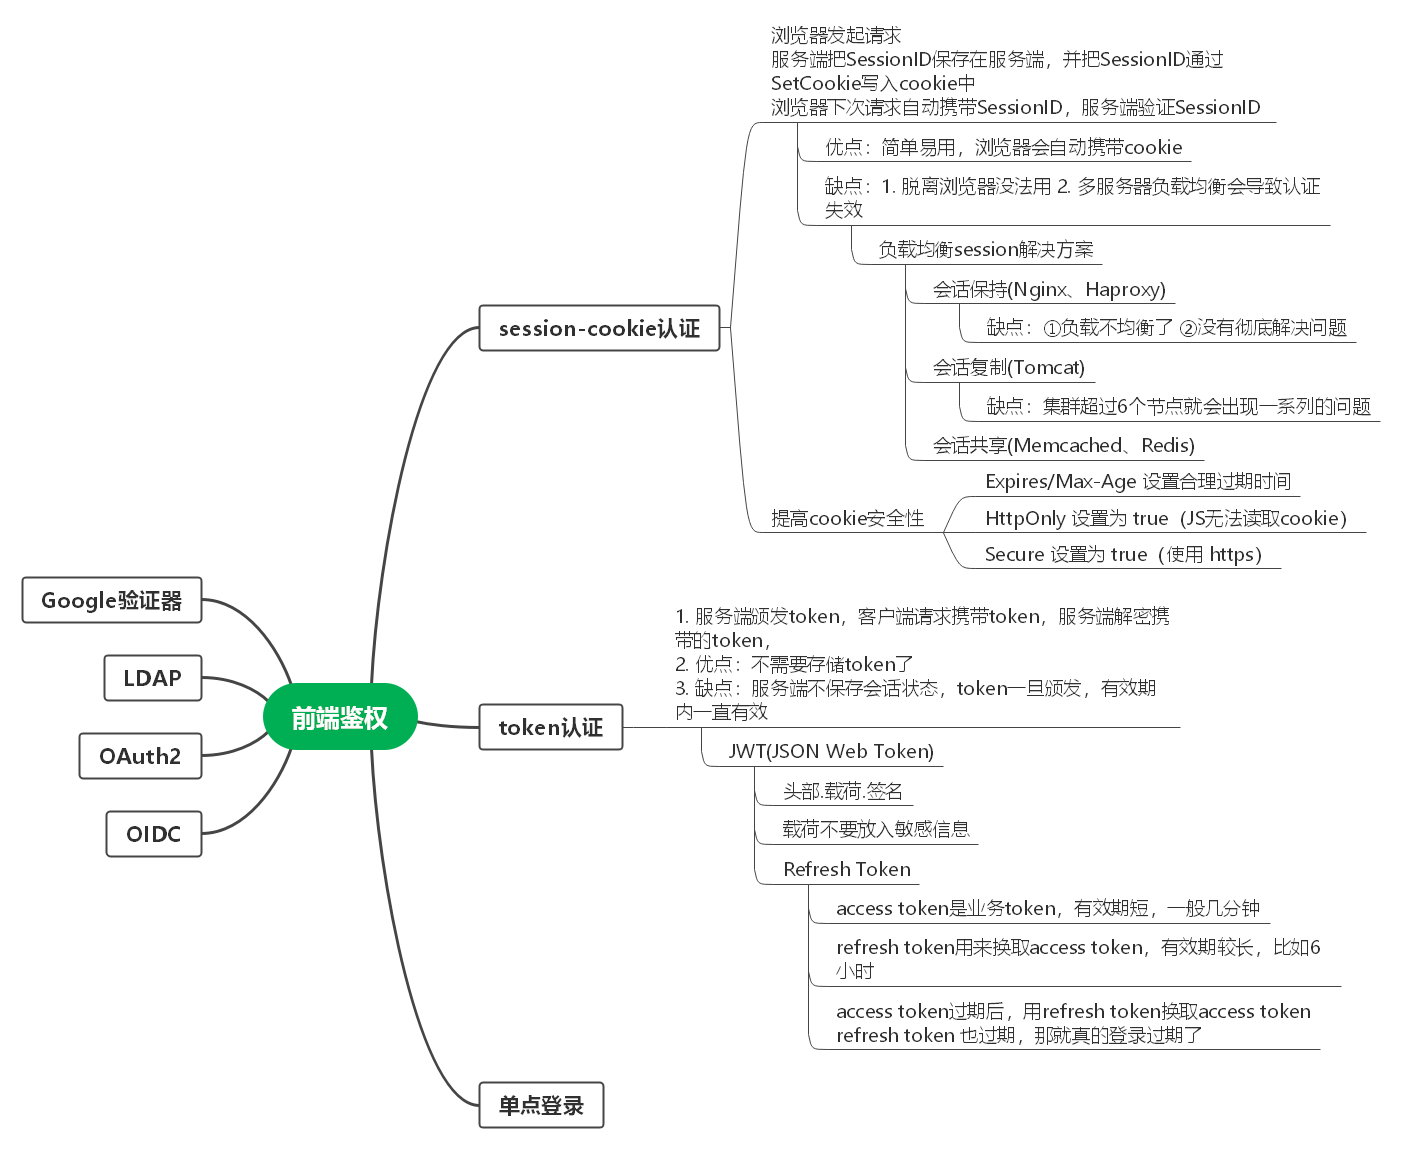 浏览器发起请求
服务端把SessionID保存在服务端，并把SessionID通过
SetCookie写入cookie中
浏览器下次请求自动携带SessionID，服务端验证SessionID
优点：简单易用，浏览器会自动携带cookie
缺点：1. 脱离浏览器没法用 2. 多服务器负载均衡会导致认证
失效
负载均衡session解决方案
会话保持(Nginx、Haproxy)
缺点：①负载不均衡了 ②没有彻底解决问题
会话复制(Tomcat)
缺点：集群超过6个节点就会出现一系列的问题
会话共享(Memcached、Redis)
session-cookie认证
提高cookie安全性
Expires/Max-Age 设置合理过期时间
HttpOnly 设置为 true（JS无法读取cookie）
Secure 设置为 true（使用 https）
Google验证器
LDAP
OAuth2
OIDC
前端鉴权
token认证
1. 服务端颁发token，客户端请求携带token，服务端解密携
带的token，
2. 优点：不需要存储token了
3. 缺点：服务端不保存会话状态，token一旦颁发，有效期
内一直有效
JWT(JSON Web Token)
头部.载荷.签名
载荷不要放入敏感信息
Refresh Token
access token是业务token，有效期短，一般几分钟
refresh token用来换取access token，有效期较长，比如6
小时
access token过期后，用refresh token换取access token
refresh token 也过期，那就真的登录过期了
单点登录